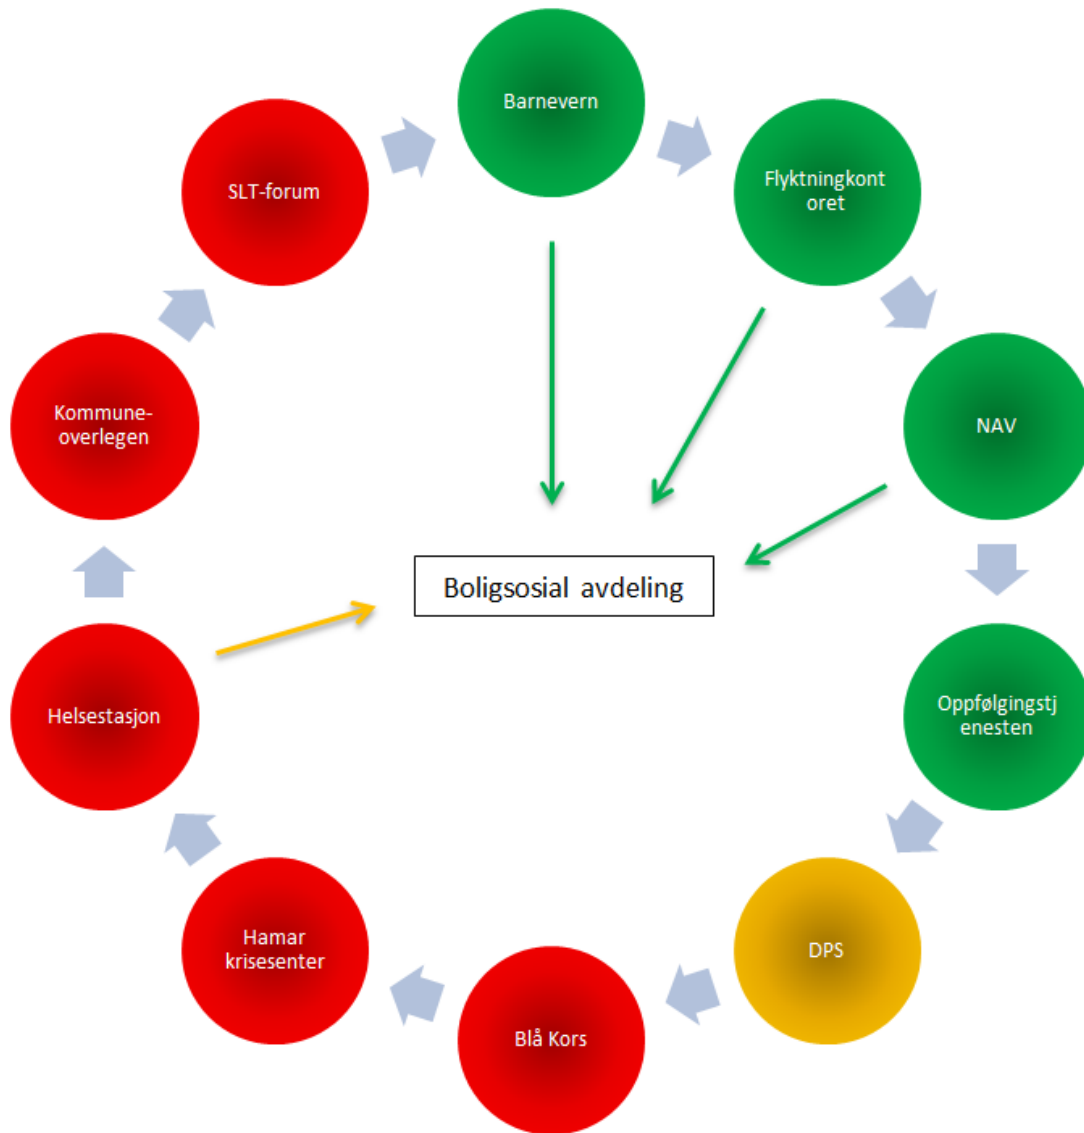 Barnevern
Flyktningkont
oret
NAV
Oppfølgingstj
enesten
DPS
Blå Kors
Hamar
krisesenter
Helsestasjon
Kommune-
overlegen
SLT-forum
Boligsosial avdeling